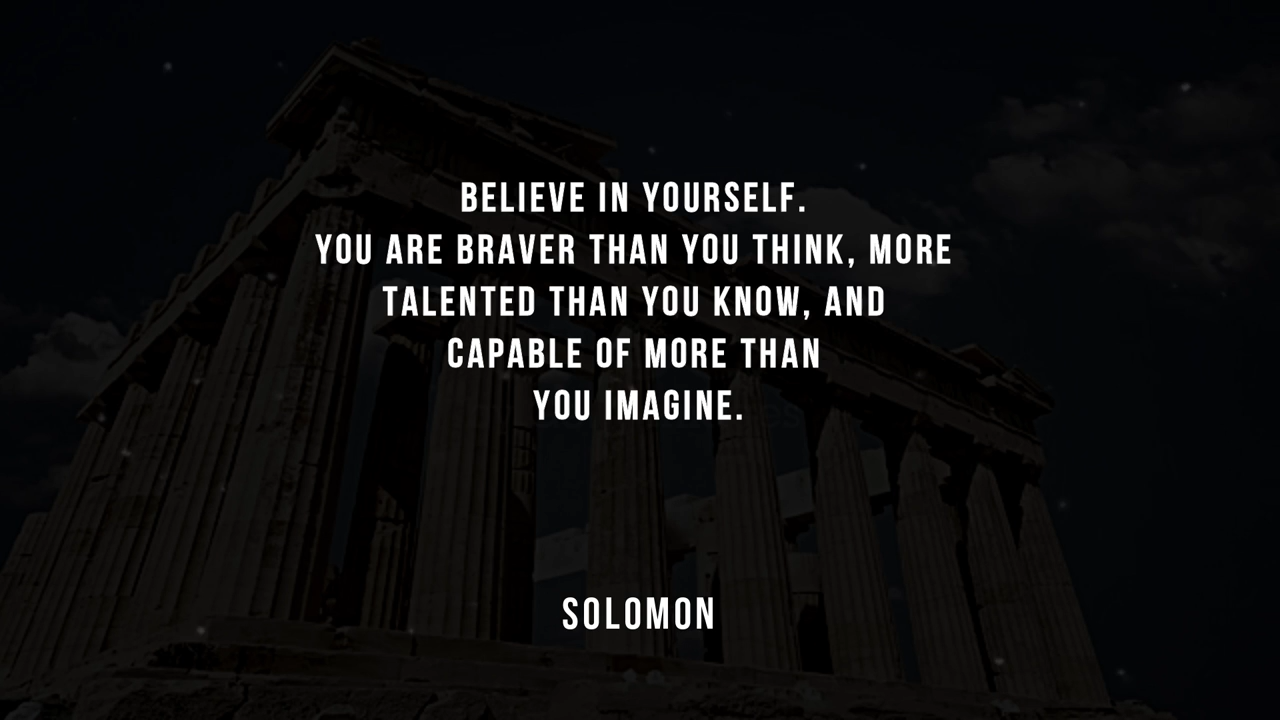 BELIEVE IN YOURSELF.
YOU ARE BRAVER THAN YOU THINK, MORE
TALENTED THAN YOU KNOW, AND
CAPABLE OF MORE THAN
YOU IMAGINE.
SOLOMON